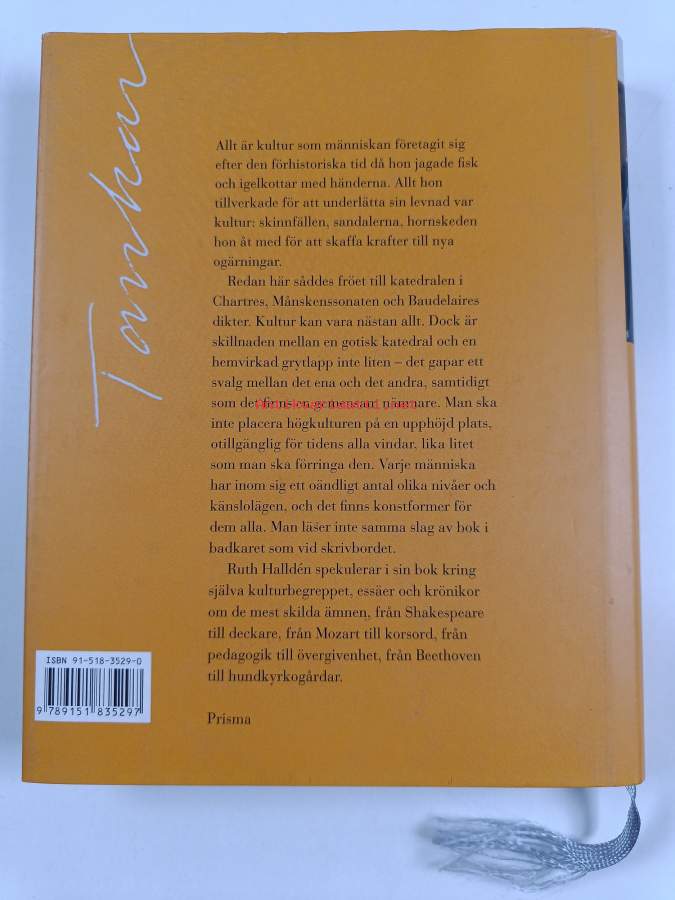 Tankar
Allt är kultur som människan företagit sig
efter den förhistoriska tid då hon jagade fisk
och igelkottar med händerna. Allt hon
tillverkade för att underlätta sin levnad var
kultur: skinnfällen, sandalerna, hornskeden
hon åt med för att skaffa krafter till nya
ogärningar.
Redan här såddes fröet till katedralen i
Chartres, Månskenssonaten och Baudelaires
dikter. Kultur kan vara nästan allt. Dock är
skillnaden mellan en gotisk katedral och en
hemvirkad grytlapp inte liten – det gapar ett
svalg mellan det ena och det andra, samtidigt
som det finns en gemensam nämnare. Man ska
inte placera högkulturen på en upphöjd plats,
otillgänglig för tidens alla vindar, lika litet
som man ska förringa den. Varje människa
har inom sig ett oändligt antal olika nivåer och
känslolägen, och det finns konstformer för
dem alla. Man läser inte samma slag av bok i
badkaret som vid skrivbordet.
Ruth Halldén spekulerar i sin bok kring
själva kulturbegreppet, essäer och krönikor
om de mest skilda ämnen, från Shakespeare
till deckare, från Mozart till korsord, från
pedagogik till övergivenhet, från Beethoven
till hundkyrkogårdar.
Prisma
ISBN 91-518-3529-0
9 789151 835297